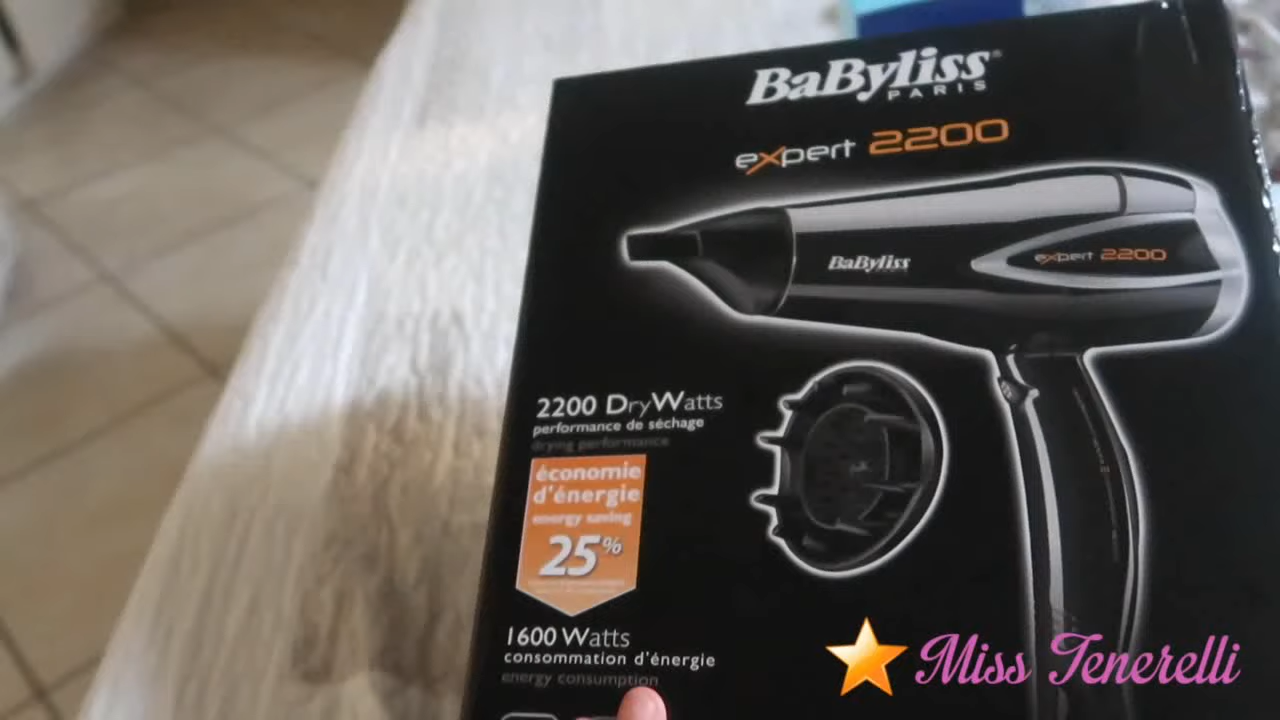 BaByliss®
PARIS
expert 2200
BaByliss
expert 2200
2200 DryWatts
performance de séchage
drying performance
économie
d'énergie
energy saving
25%
1600 Watts
consommation d'énergie
energy consumption
Miss Tenerelli